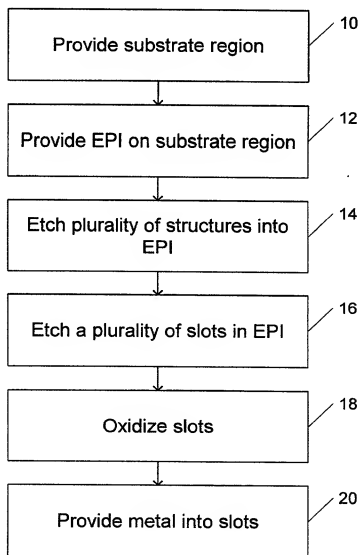 10
Provide substrate region
12
Provide EPI on substrate region
14
Etch plurality of structures into
EPI
16
Etch a plurality of slots in EPI
18
Oxidize slots
20
Provide metal into slots